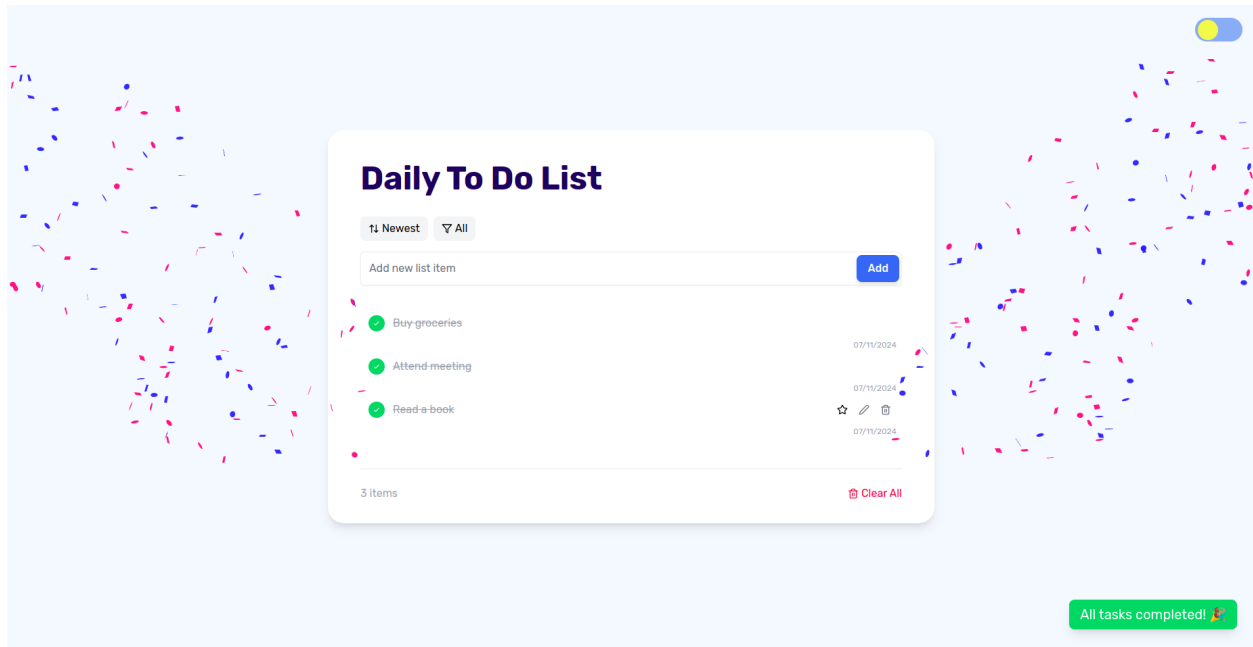 Daily To Do List
Newest All
Add new list item Add
Buy groceries
07/11/2024
Attend meeting
07/11/2024
Read a book
07/11/2024
3 items Clear All
All tasks completed! 🎉